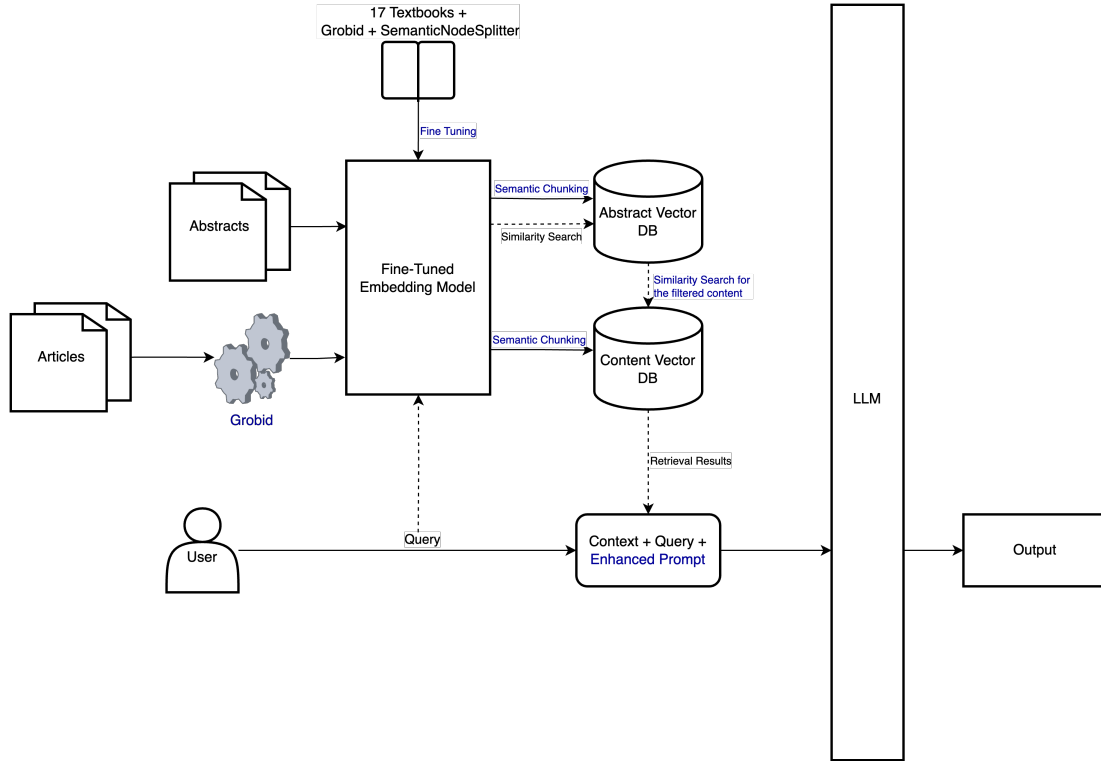 17 Textbooks +
Grobid + SemanticNodeSplitter
Fine Tuning
Abstracts
Semantic Chunking
Abstract Vector
DB
Similarity Search
Fine-Tuned
Embedding Model
Similarity Search for
the filtered content
Articles
Semantic Chunking
Content Vector
DB
Grobid
LLM
Retrieval Results
Query
User
Context + Query +
Enhanced Prompt
Output